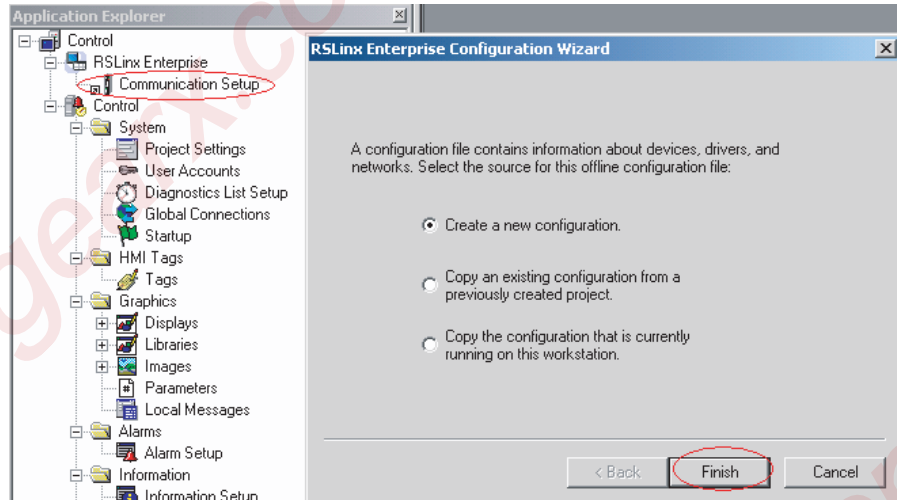 Application Explorer
Control
RSLinx Enterprise
Communication Setup
Control
System
Project Settings
User Accounts
Diagnostics List Setup
Global Connections
Startup
HMI Tags
Tags
Graphics
Displays
Libraries
Images
Parameters
Local Messages
Alarms
Alarm Setup
Information
Information Setup
RSLinx Enterprise Configuration Wizard
A configuration file contains information about devices, drivers, and
networks. Select the source for this offline configuration file:
Create a new configuration.
Copy an existing configuration from a
previously created project.
Copy the configuration that is currently
running on this workstation.
< Back
Finish
Cancel